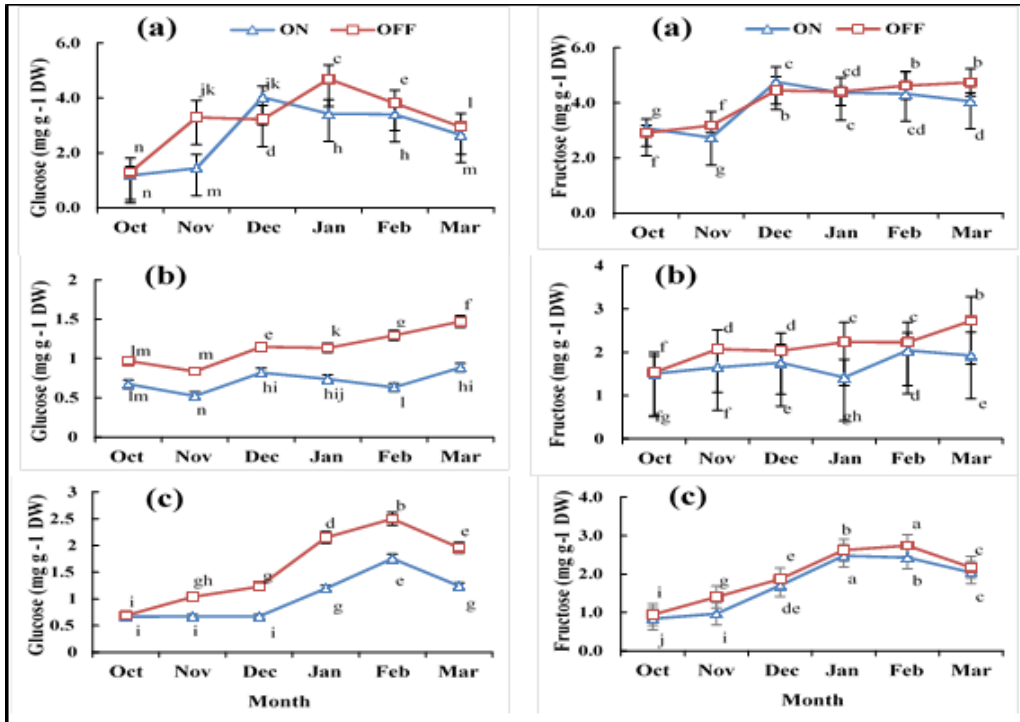 (a)
ON
OFF
Glucose (mg g -1 DW)
6.0
4.0
2.0
0.0
n
jk
jk
c
e
l
n
m
d
h
h
m
Oct
Nov
Dec
Jan
Feb
Mar
(a)
ON
OFF
Fructose (mg g -1 DW)
6.0
4.0
2.0
0.0
g
f
c
cd
b
b
f
g
b
c
cd
d
Oct
Nov
Dec
Jan
Feb
Mar
(b)
Glucose (mg g -1 DW)
2
1.5
1
0.5
0
lm
m
e
k
g
f
lm
n
hi
hij
l
hi
Oct
Nov
Dec
Jan
Feb
Mar
(b)
Fructose (mg g -1 DW)
4
3
2
1
0
f
d
d
c
c
b
fg
f
e
gh
d
e
Oct
Nov
Dec
Jan
Feb
Mar
(c)
Glucose (mg g -1 DW)
3
2.5
2
1.5
1
0.5
0
i
gh
g
d
b
e
i
i
i
g
e
g
Oct
Nov
Dec
Jan
Feb
Mar
Month
(c)
Fructose (mg g -1 DW)
4.0
3.0
2.0
1.0
0.0
i
g
e
b
a
c
j
i
de
a
b
c
Oct
Nov
Dec
Jan
Feb
Mar
Month